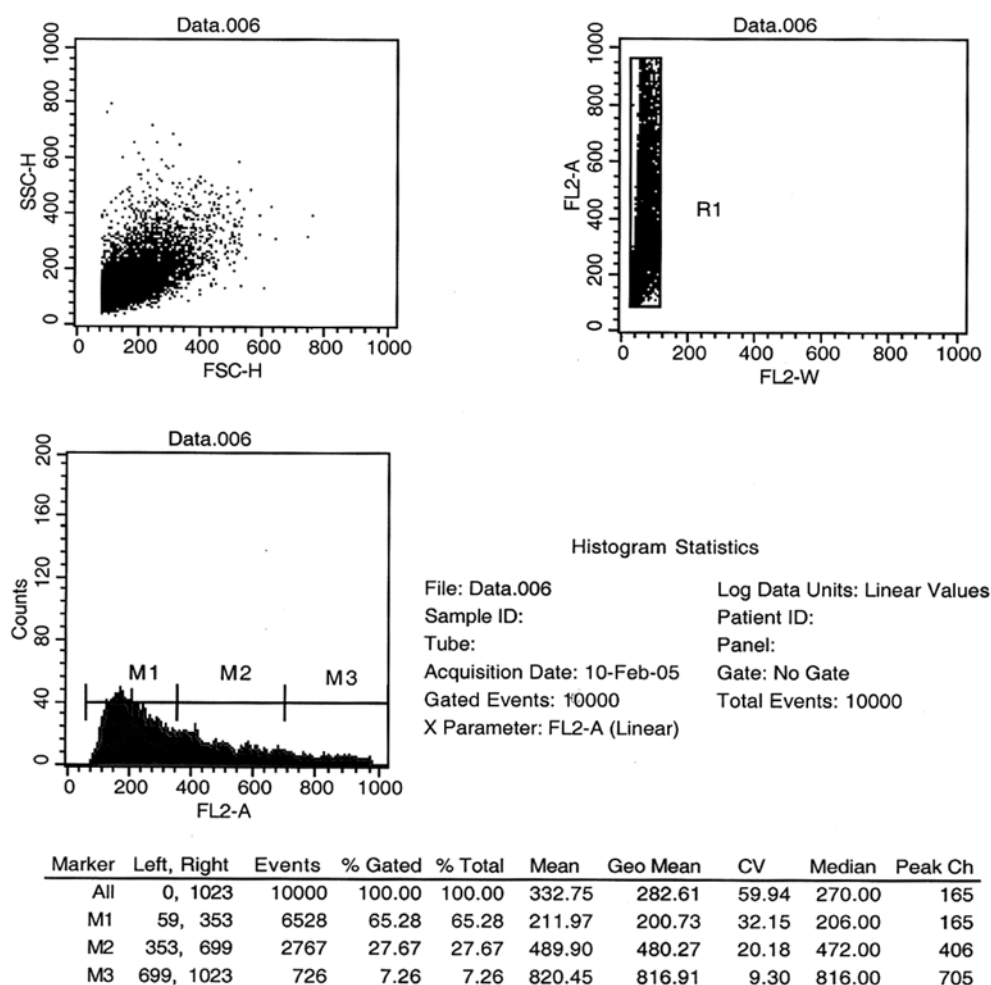 Data.006
1000
800
600
400
200
0
SSC-H
0 200 400 600 800 1000
FSC-H
Data.006
1000
800
600
400
200
0
FL2-A
R1
0 200 400 600 800 1000
FL2-W
Data.006
200
160
120
80
40
0
Counts
M1 M2 M3
0 200 400 600 800 1000
FL2-A
Histogram Statistics
File: Data.006 Log Data Units: Linear Values
Sample ID: Patient ID:
Tube: Panel:
Acquisition Date: 10-Feb-05 Gate: No Gate
Gated Events: 10000 Total Events: 10000
X Parameter: FL2-A (Linear)
Marker Left, Right Events % Gated % Total Mean Geo Mean CV Median Peak Ch
All 0, 1023 10000 100.00 100.00 332.75 282.61 59.94 270.00 165
M1 59, 353 6528 65.28 65.28 211.97 200.73 32.15 206.00 165
M2 353, 699 2767 27.67 27.67 489.90 480.27 20.18 472.00 406
M3 699, 1023 726 7.26 7.26 820.45 816.91 9.30 816.00 705